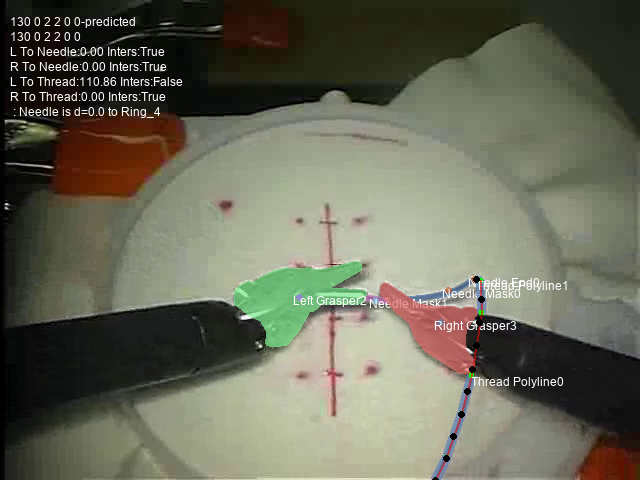 130 0 2 2 0 0-predicted
130 0 2 2 0 0
L To Needle:0.00 Inters:True
R To Needle:0.00 Inters:True
L To Thread:110.86 Inters:False
R To Thread:0.00 Inters:True
: Needle is d=0.0 to Ring_4
Needle End0
Thread Polyline1
Needle Mask0
Left Grasper2
Needle Mask1
Right Grasper3
Thread Polyline0